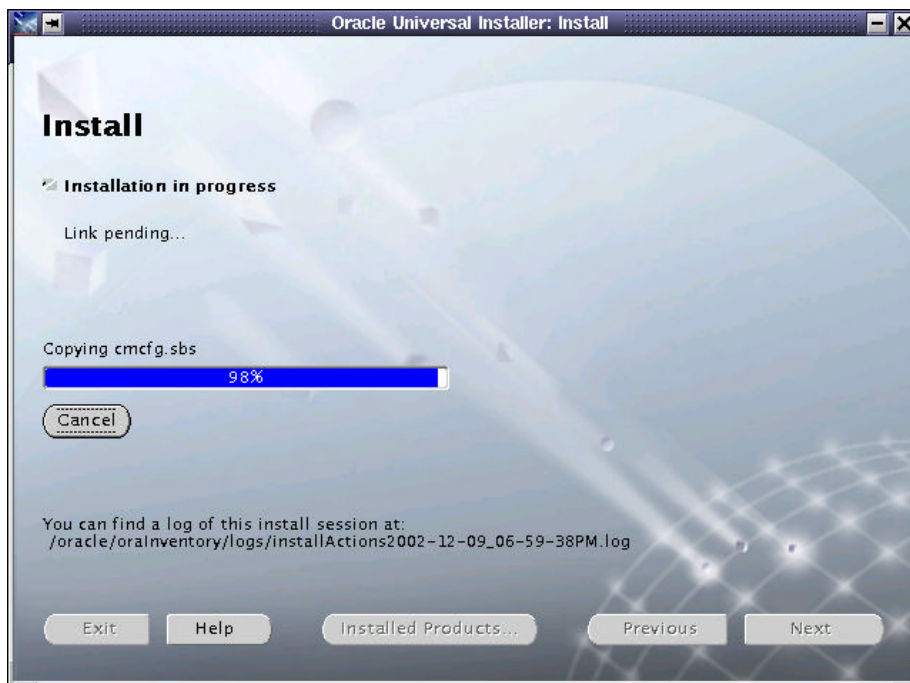 Oracle Universal Installer: Install
Install
Installation in progress
Link pending...
Copying cmcfg.sbs
98%
Cancel
You can find a log of this install session at:
/oracle/oraInventory/logs/installActions2002-12-09_06-59-38PM.log
Exit
Help
Installed Products...
Previous
Next